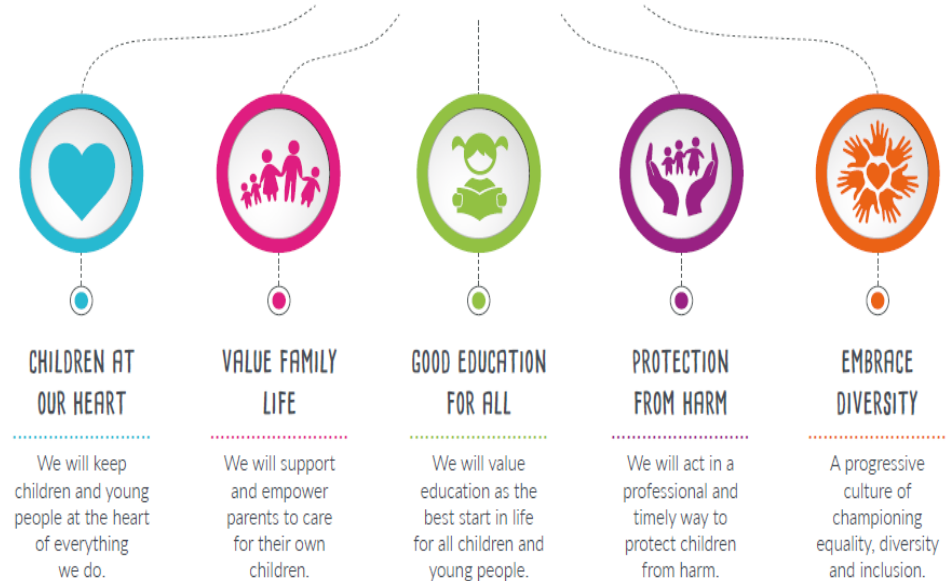 CHILDREN AT
OUR HEART
We will keep
children and young
people at the heart
of everything
we do.
VALUE FAMILY
LIFE
We will support
and empower
parents to care
for their own
children.
GOOD EDUCATION
FOR ALL
We will value
education as the
best start in life
for all children and
young people.
PROTECTION
FROM HARM
We will act in a
professional and
timely way to
protect children
from harm.
EMBRACE
DIVERSITY
A progressive
culture of
championing
equality, diversity
and inclusion.